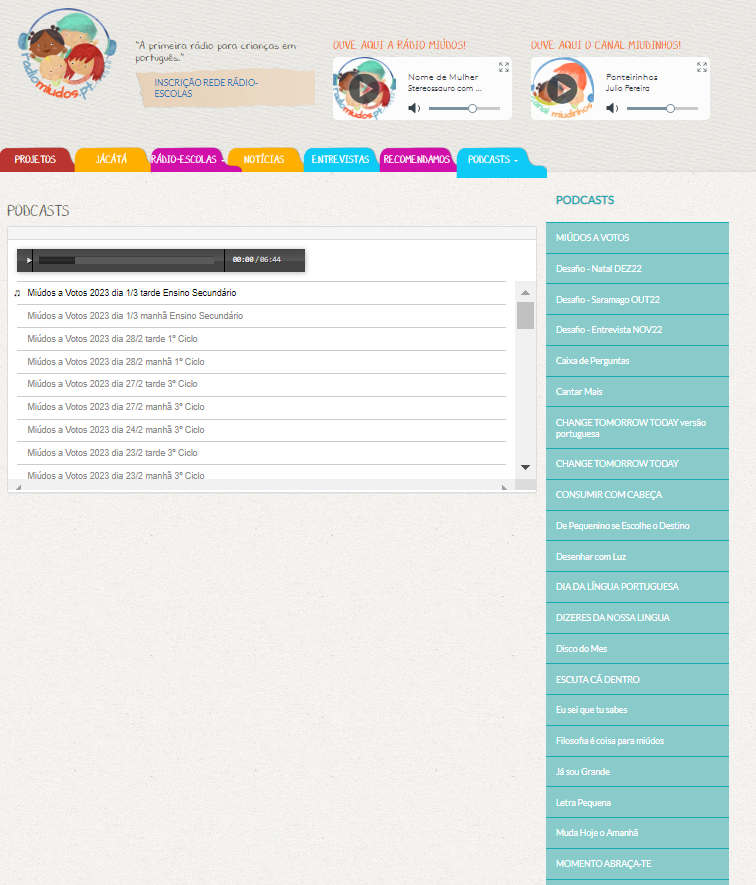 radiomiudos.pt
"A primeira rádio para crianças em
português."
INSCRIÇÃO REDE RÁDIO-
ESCOLAS
OUVE AQUI A RÁDIO MIÚDOS!
radiomiudos.pt
Nome de Mulher
Stereossauro com ...
OUVE AQUI O CANAL MIUDINHOS!
canal miudinhos
Ponteirinhos
Julio Pereira
PROJETOS
JÁCÁTÁ
RÁDIO-ESCOLAS
NOTÍCIAS
ENTREVISTAS
RECOMENDAMOS
PODCASTS
PODCASTS
00:00/06:44
Miúdos a Votos 2023 dia 1/3 tarde Ensino Secundário
Miúdos a Votos 2023 dia 1/3 manhã Ensino Secundário
Miúdos a Votos 2023 dia 28/2 tarde 1º Ciclo
Miúdos a Votos 2023 dia 28/2 manhã 1º Ciclo
Miúdos a Votos 2023 dia 27/2 tarde 3º Ciclo
Miúdos a Votos 2023 dia 27/2 manhã 3º Ciclo
Miúdos a Votos 2023 dia 24/2 manhã 3º Ciclo
Miúdos a Votos 2023 dia 23/2 tarde 3º Ciclo
Miúdos a Votos 2023 dia 23/2 manhã 3º Ciclo
PODCASTS
MIÚDOS A VOTOS
Desafio - Natal DEZ22
Desafio - Saramago OUT22
Desafio - Entrevista NOV22
Caixa de Perguntas
Cantar Mais
CHANGE TOMORROW TODAY versão
portuguesa
CHANGE TOMORROW TODAY
CONSUMIR COM CABEÇA
De Pequenino se Escolhe o Destino
Desenhar com Luz
DIA DA LÍNGUA PORTUGUESA
DIZERES DA NOSSA LINGUA
Disco do Mes
ESCUTA CÁ DENTRO
Eu sei que tu sabes
Filosofia é coisa para miúdos
Já sou Grande
Letra Pequena
Muda Hoje o Amanhã
MOMENTO ABRAÇA-TE